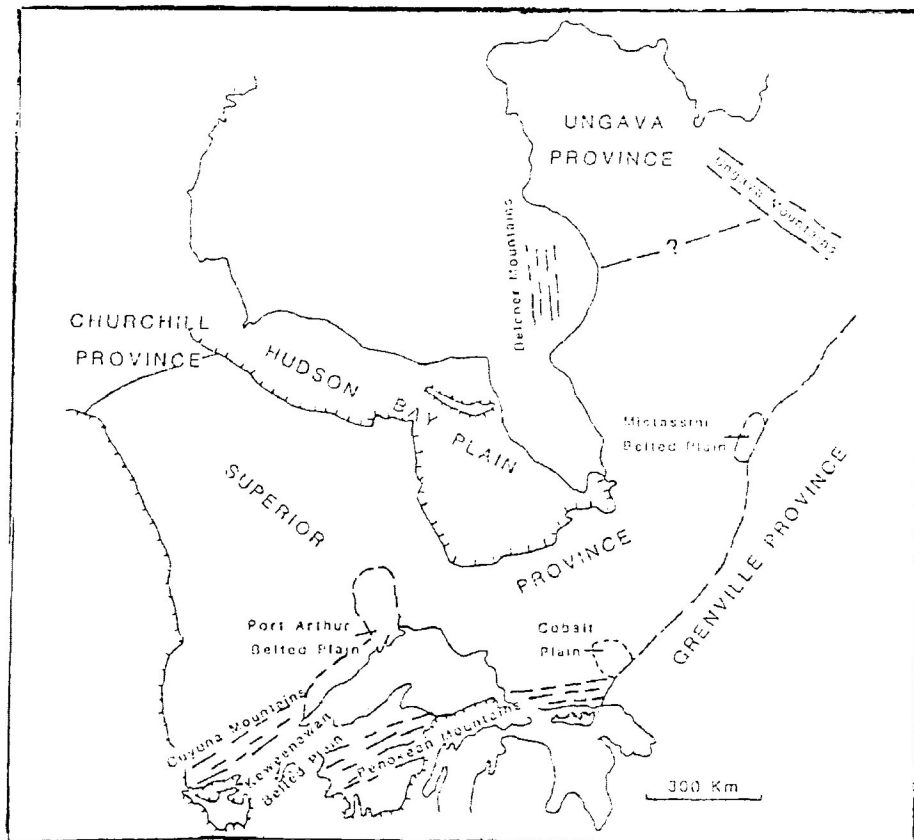 UNGAVA
PROVINCE
Ungava Mountains
?
Belcher Mountains
CHURCHILL
PROVINCE
HUDSON
BAY PLAIN
Mistassini
Belted Plain
SUPERIOR
PROVINCE
GRENVILLE PROVINCE
Port Arthur
Belted Plain
Cobalt
Plain
Cuyuna Mountains
Keweenawan
Belted Plain
Penokean Mountains
300 Km